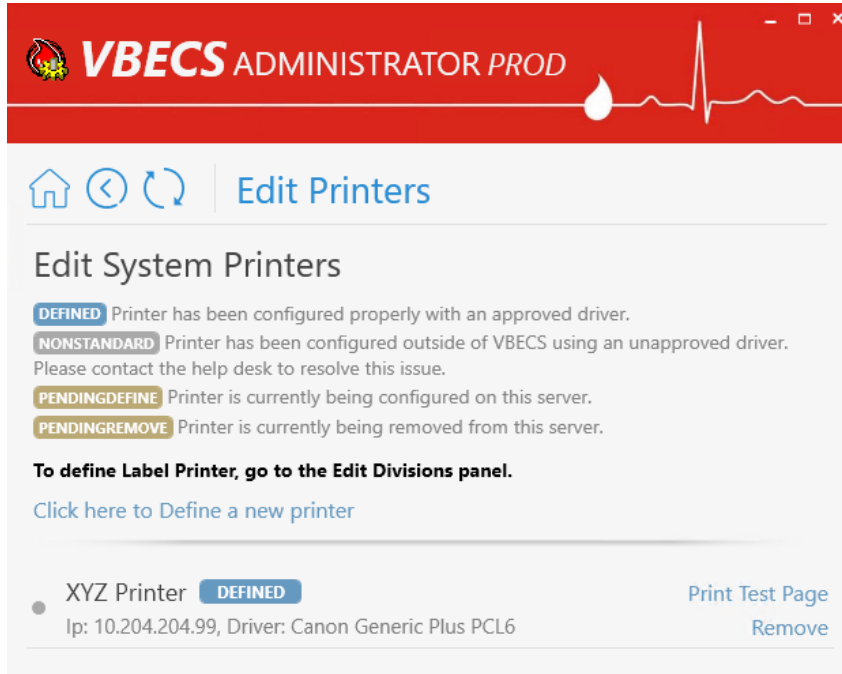 VBECS ADMINISTRATOR PROD
Edit Printers
Edit System Printers
DEFINED Printer has been configured properly with an approved driver.
NONSTANDARD Printer has been configured outside of VBECS using an unapproved driver.
Please contact the help desk to resolve this issue.
PENDINGDEFINE Printer is currently being configured on this server.
PENDINGREMOVE Printer is currently being removed from this server.
To define Label Printer, go to the Edit Divisions panel.
Click here to Define a new printer
XYZ Printer DEFINED Print Test Page
Ip: 10.204.204.99, Driver: Canon Generic Plus PCL6 Remove